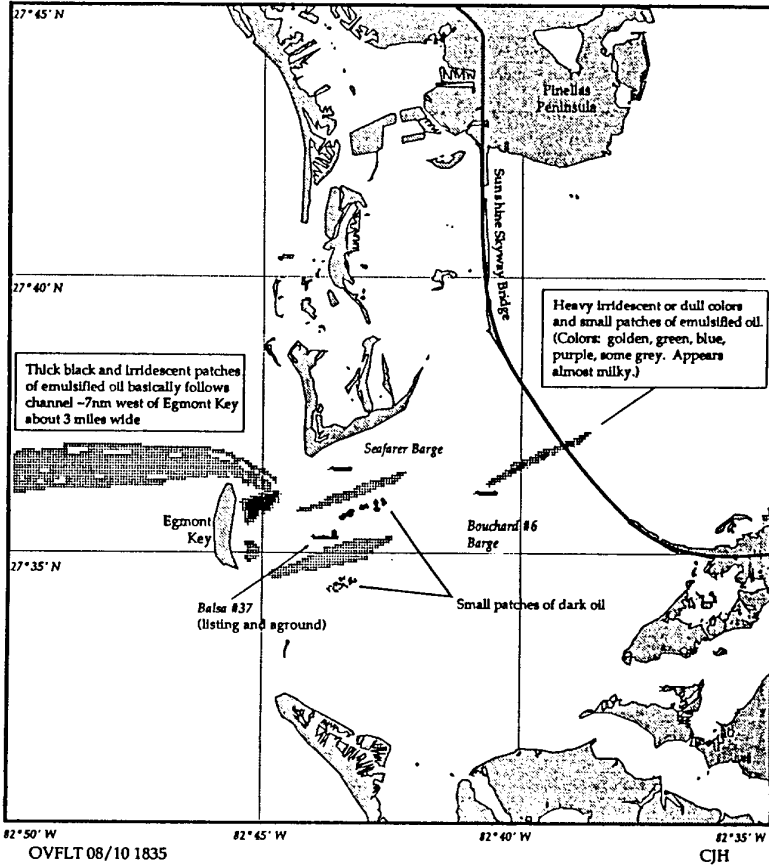 27°45' N
Pinellas
Peninsula
Sunshine Skyway Bridge
27°40' N
Heavy irridescent or dull colors
and small patches of emulsified oil.
(Colors: golden, green, blue,
purple, some grey. Appears
almost milky.)
Thick black and irridescent patches
of emulsified oil basically follows
channel ~7nm west of Egmont Key
about 3 miles wide
Seafarer Barge
Egmont
Key
Bouchard #6
Barge
27°35' N
Balsa #37
(listing and aground)
Small patches of dark oil
82°50' W
82°45' W
82°40' W
82°35' W
OVFLT 08/10 1835
CJH